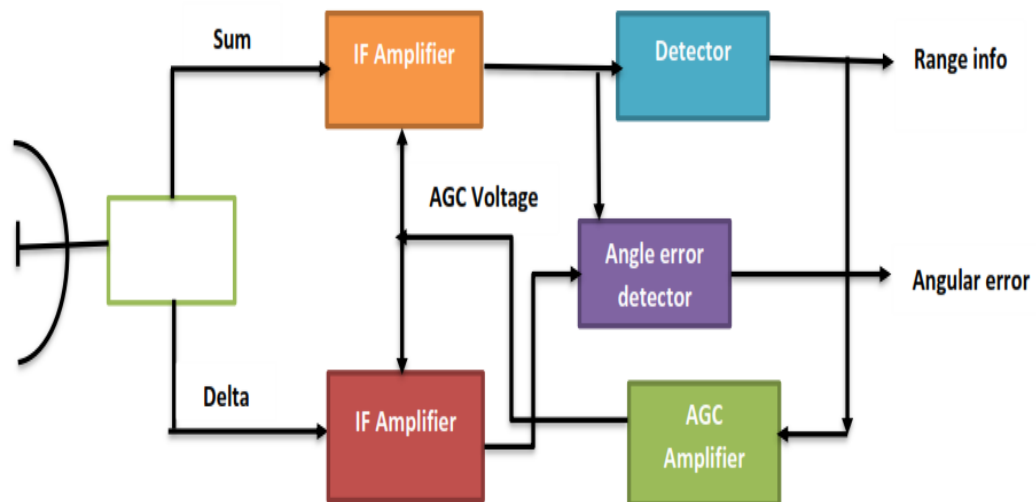 Sum
IF Amplifier
Detector
Range info
AGC Voltage
Angle error
detector
Angular error
Delta
IF Amplifier
AGC
Amplifier